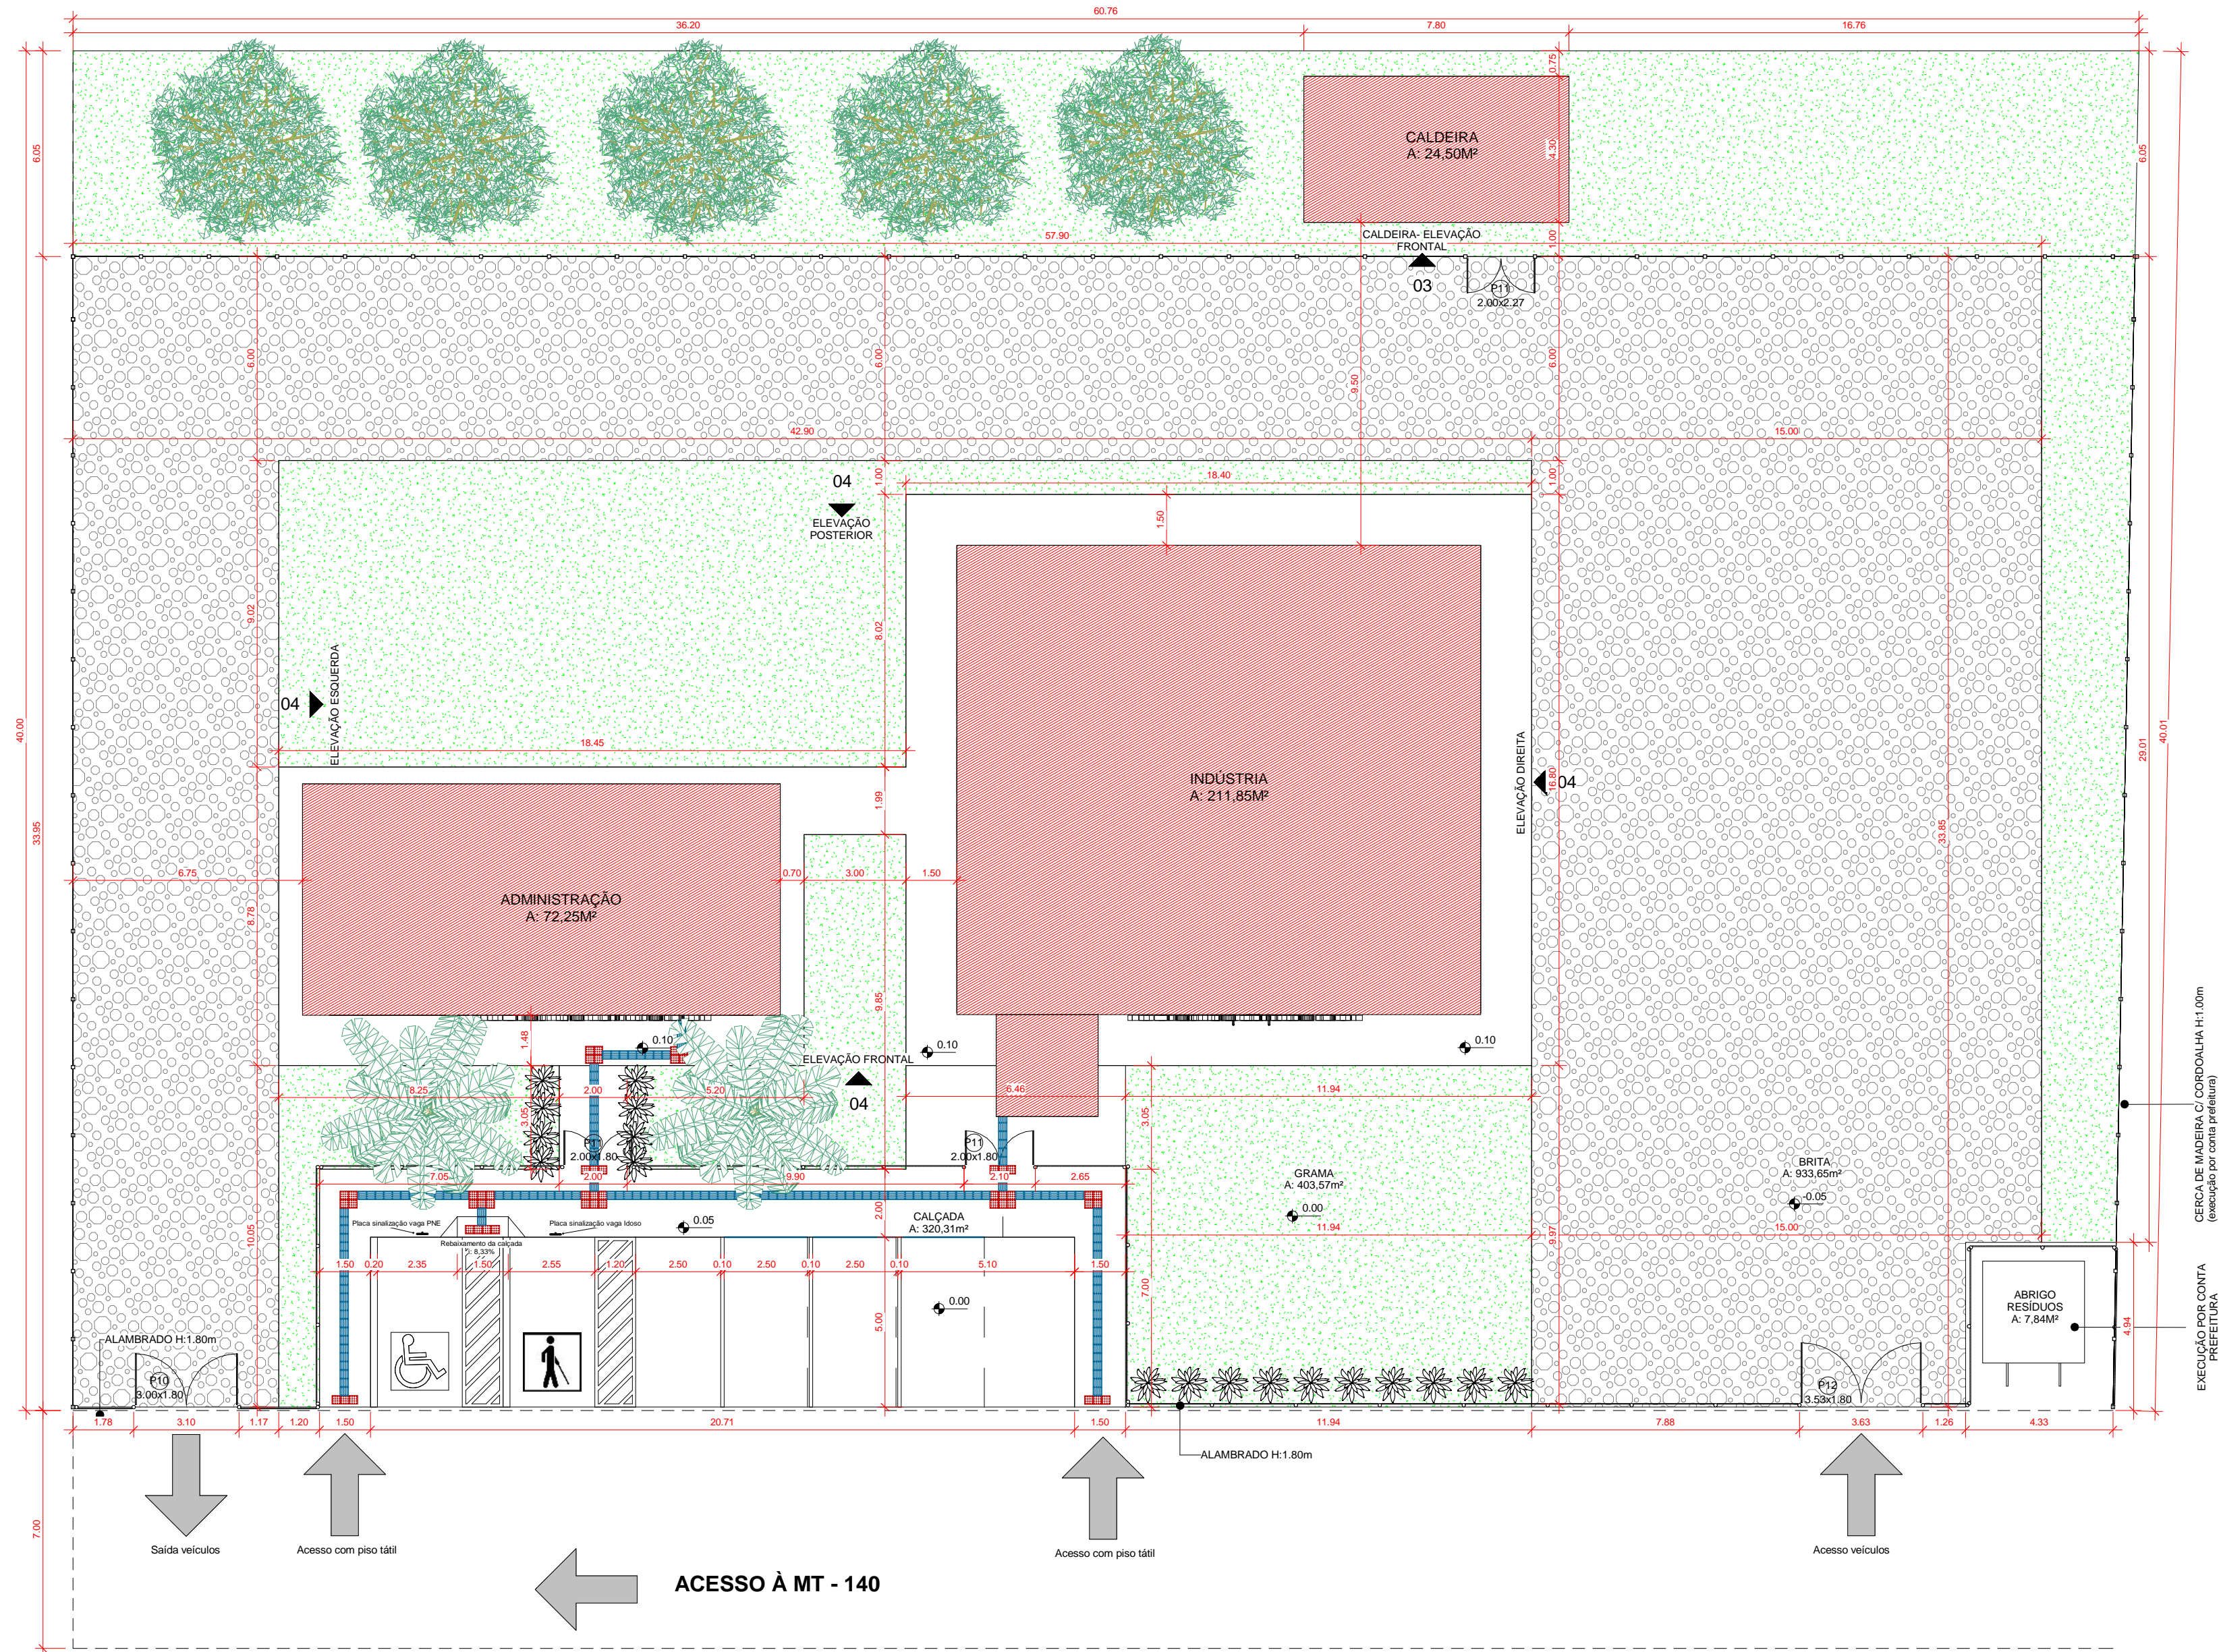 60.76
36.20
7.80
16.76
0.75
6.05
CALDEIRA
A: 24,50M²
4.30
6.05
57.90
CALDEIRA- ELEVAÇÃO
FRONTAL
1.00
03
P11
2.00x2.27
6.00
6.00
9.50
6.00
42.90
15.00
04
ELEVAÇÃO
POSTERIOR
1.00
18.40
1.00
1.50
40.00
33.95
9.02
8.02
04
ELEVAÇÃO ESQUERDA
18.45
INDÚSTRIA
A: 211,85M²
ELEVAÇÃO DIREITA
16.80
04
33.85
29.01
40.01
1.99
6.75
0.70
3.00
1.50
ADMINISTRAÇÃO
A: 72,25M²
8.78
9.85
1.48
0.10
ELEVAÇÃO FRONTAL
04
0.10
0.10
8.25
2.00
5.20
6.46
11.94
3.05
3.05
P11
2.00x1.80
P11
2.00x1.80
7.05
2.00
9.90
2.10
2.65
GRAMA
A: 403,57m²
0.00
BRITA
A: 933,65m²
-0.05
CERCA DE MADEIRA C/ CORDOALHA H:1.00m
(execução por conta prefeitura)
10.05
Placa sinalização vaga PNE
Placa sinalização vaga Idoso
0.05
2.00
CALÇADA
A: 320,31m²
Rebaixamento da calçada
i: 8,33%
11.94
9.97
15.00
1.50
0.20
2.35
1.50
2.55
1.20
2.50
0.10
2.50
0.10
2.50
0.10
5.10
1.50
7.00
0.00
5.00
ABRIGO
RESÍDUOS
A: 7,84M²
4.94
EXECUÇÃO POR CONTA
PREFEITURA
ALAMBRADO H:1.80m
P10
3.00x1.80
P12
3.53x1.80
1.78
3.10
1.17
1.20
1.50
20.71
1.50
11.94
7.88
3.63
1.26
4.33
ALAMBRADO H:1.80m
7.00
Saída veículos
Acesso com piso tátil
Acesso com piso tátil
Acesso veículos
ACESSO À MT - 140